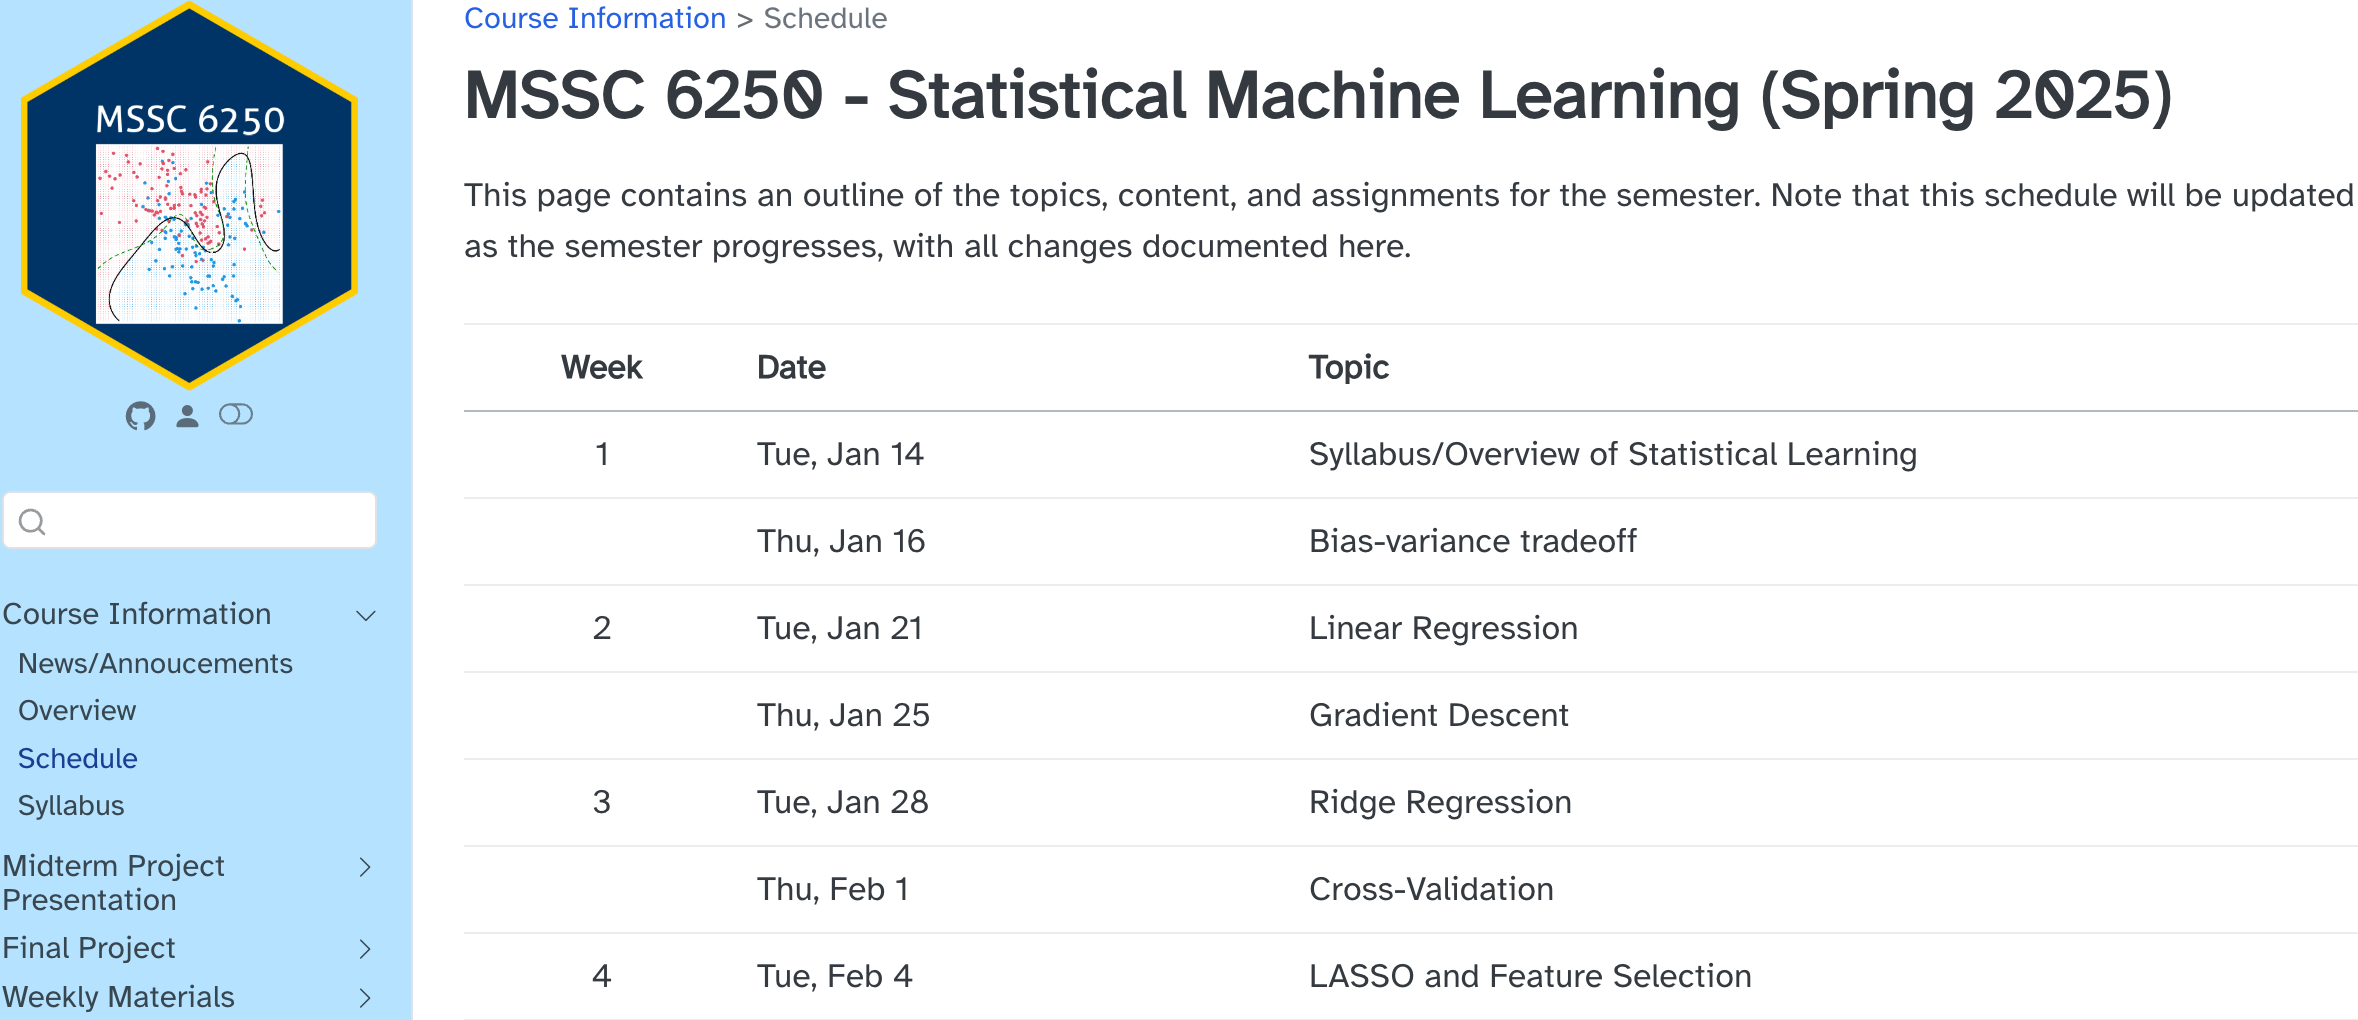 MSSC 6250
Course Information
News/Annoucements
Overview
Schedule
Syllabus
Midterm Project
Presentation
Final Project
Weekly Materials
Course Information > Schedule
MSSC 6250 - Statistical Machine Learning (Spring 2025)
This page contains an outline of the topics, content, and assignments for the semester. Note that this schedule will be updated
as the semester progresses, with all changes documented here.
Week Date Topic
1 Tue, Jan 14 Syllabus/Overview of Statistical Learning
Thu, Jan 16 Bias-variance tradeoff
2 Tue, Jan 21 Linear Regression
Thu, Jan 25 Gradient Descent
3 Tue, Jan 28 Ridge Regression
Thu, Feb 1 Cross-Validation
4 Tue, Feb 4 LASSO and Feature Selection